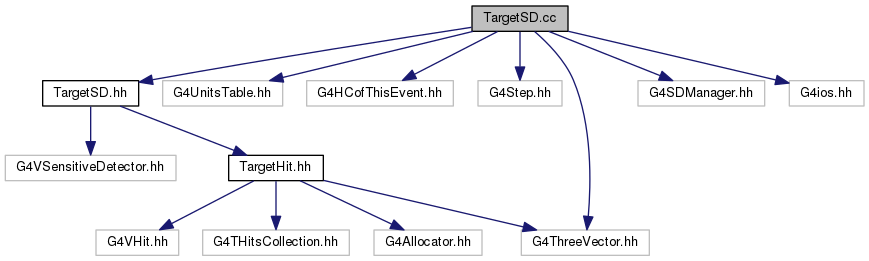 TargetSD.cc
TargetSD.hh
G4UnitsTable.hh
G4HCofThisEvent.hh
G4Step.hh
G4SDManager.hh
G4ios.hh
G4VSensitiveDetector.hh
TargetHit.hh
G4VHit.hh
G4THitsCollection.hh
G4Allocator.hh
G4ThreeVector.hh